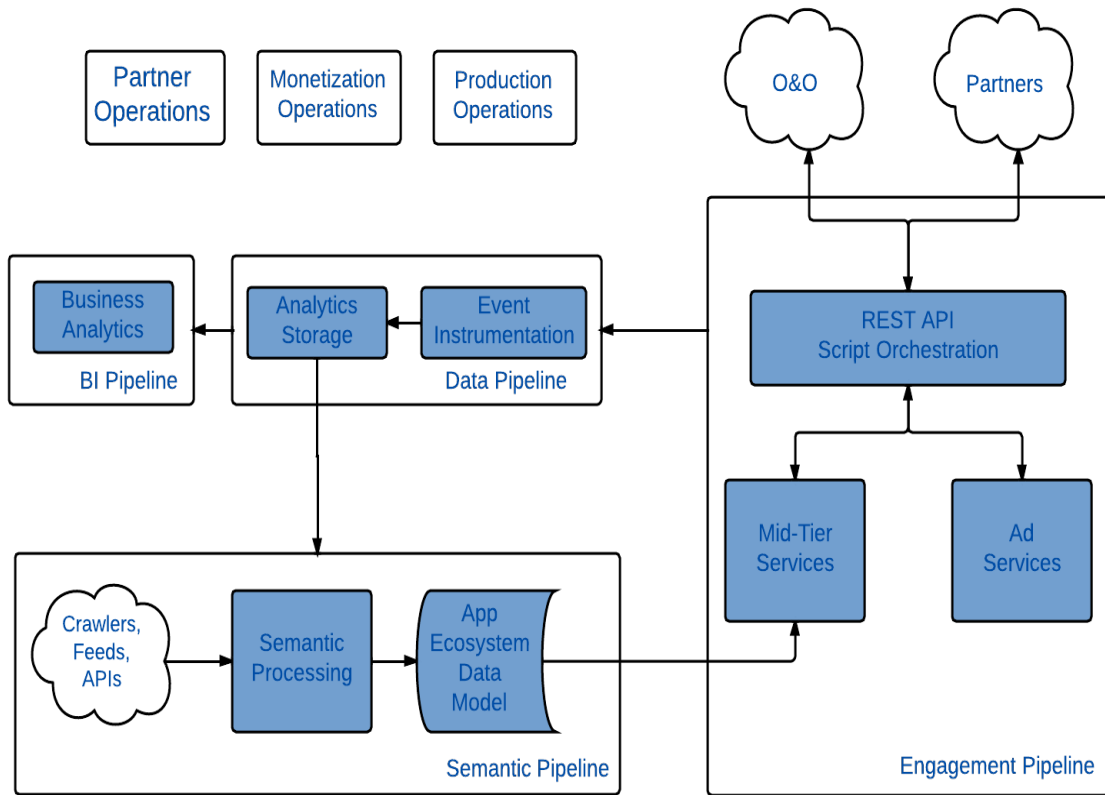 Partner
Operations
Monetization
Operations
Production
Operations
O&O
Partners
Business
Analytics
BI Pipeline
Analytics
Storage
Event
Instrumentation
Data Pipeline
REST API
Script Orchestration
Mid-Tier
Services
Ad
Services
Crawlers,
Feeds,
APIs
Semantic
Processing
App
Ecosystem
Data
Model
Semantic Pipeline
Engagement Pipeline